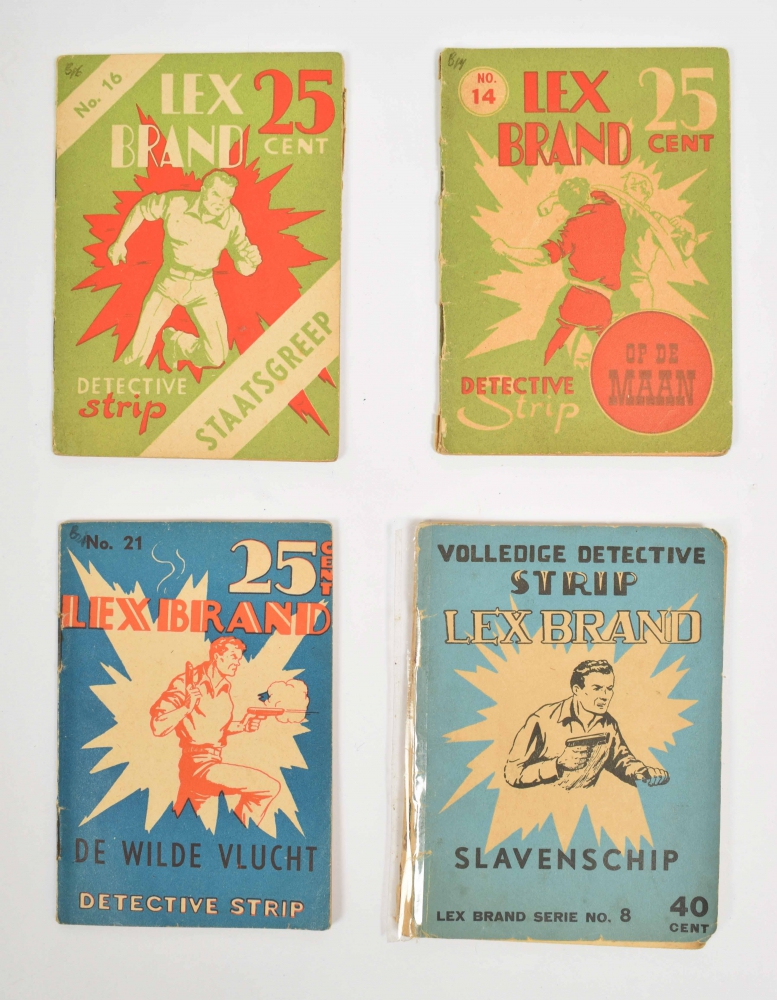 B16
No. 16
LEX
BRAND
25
CENT
DETECTIVE
strip
STAATSGREEP
B14
NO.
14
LEX
BRAND
25
CENT
DETECTIVE
Strip
OP DE
MAAN
No. 21
25 CENT
LEX BRAND
DE WILDE VLUCHT
DETECTIVE STRIP
VOLLEDIGE DETECTIVE
STRIP
LEX BRAND
SLAVENSCHIP
LEX BRAND SERIE NO. 8
40
CENT